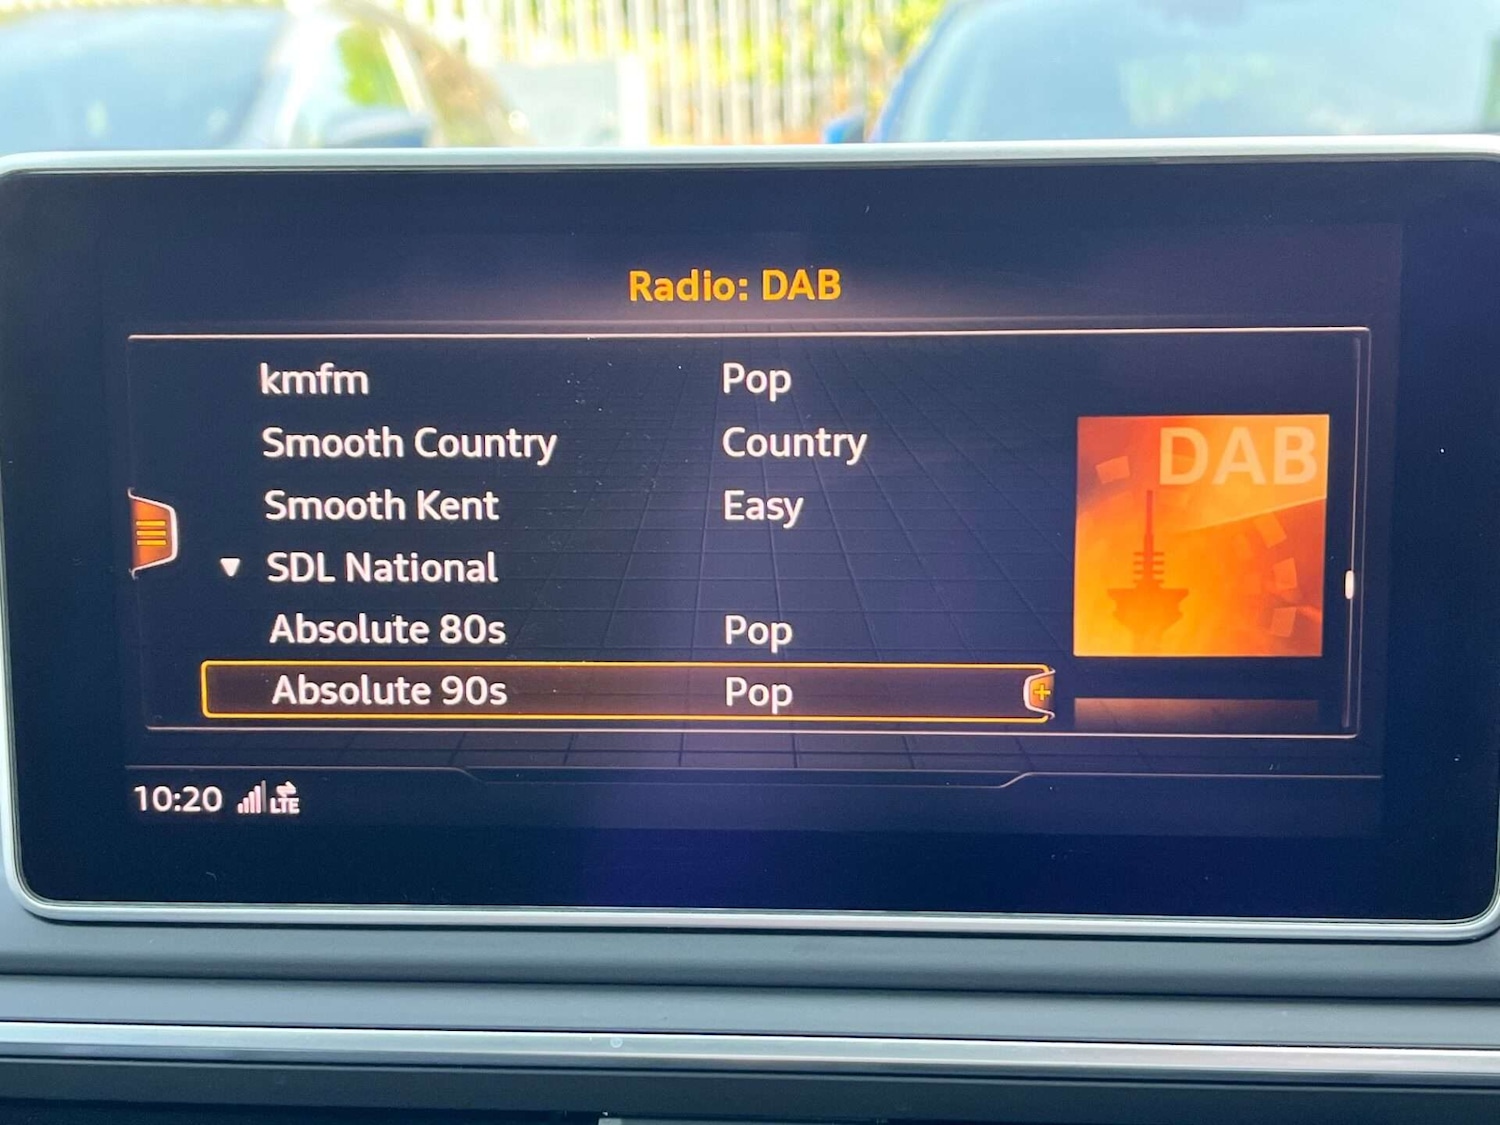 Radio: DAB
kmfm Pop
Smooth Country Country
Smooth Kent Easy
SDL National
Absolute 80s Pop
Absolute 90s Pop
DAB
10:20 LTE